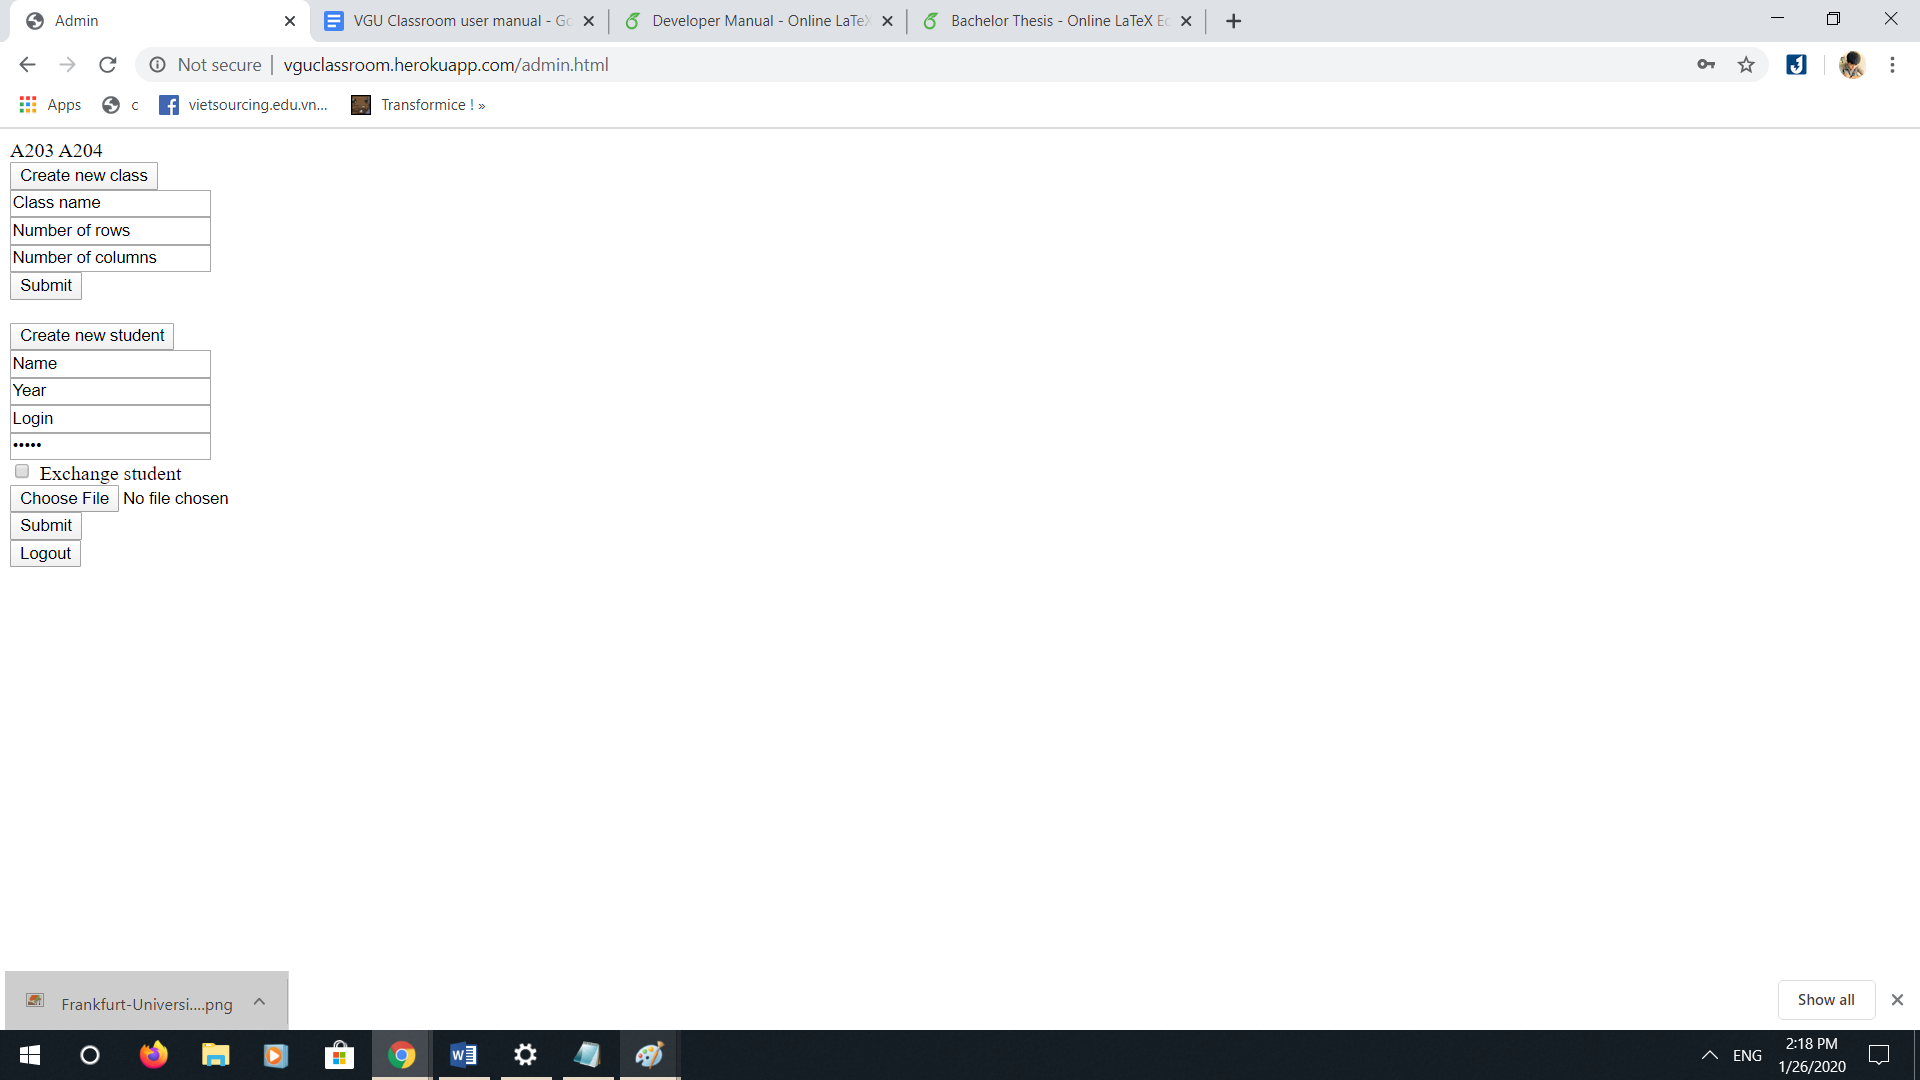 Admin
VGU Classroom user manual - Go
Developer Manual - Online LaTeX
Bachelor Thesis - Online LaTeX Ed
Not secure | vguclassroom.herokuapp.com/admin.html
Apps
c
vietsourcing.edu.vn...
Transformice ! »
A203 A204
Create new class
Class name
Number of rows
Number of columns
Submit
Create new student
Name
Year
Login
•••••
Exchange student
Choose File No file chosen
Submit
Logout
Frankfurt-Universi....png
Show all
ENG
2:18 PM
1/26/2020